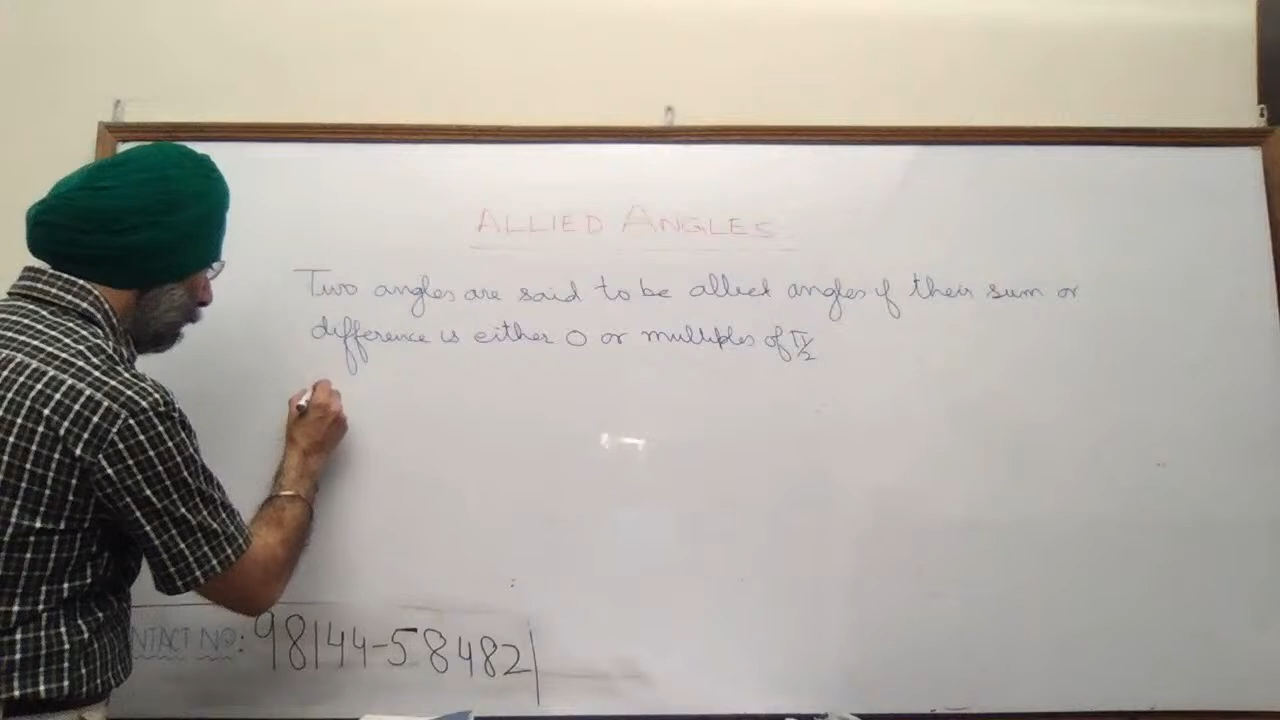 ALLIED ANGLES
Two angles are said to be allied angles if their sum or
difference is either 0 or multiples of π/2
NTACT NO: 98144-58482